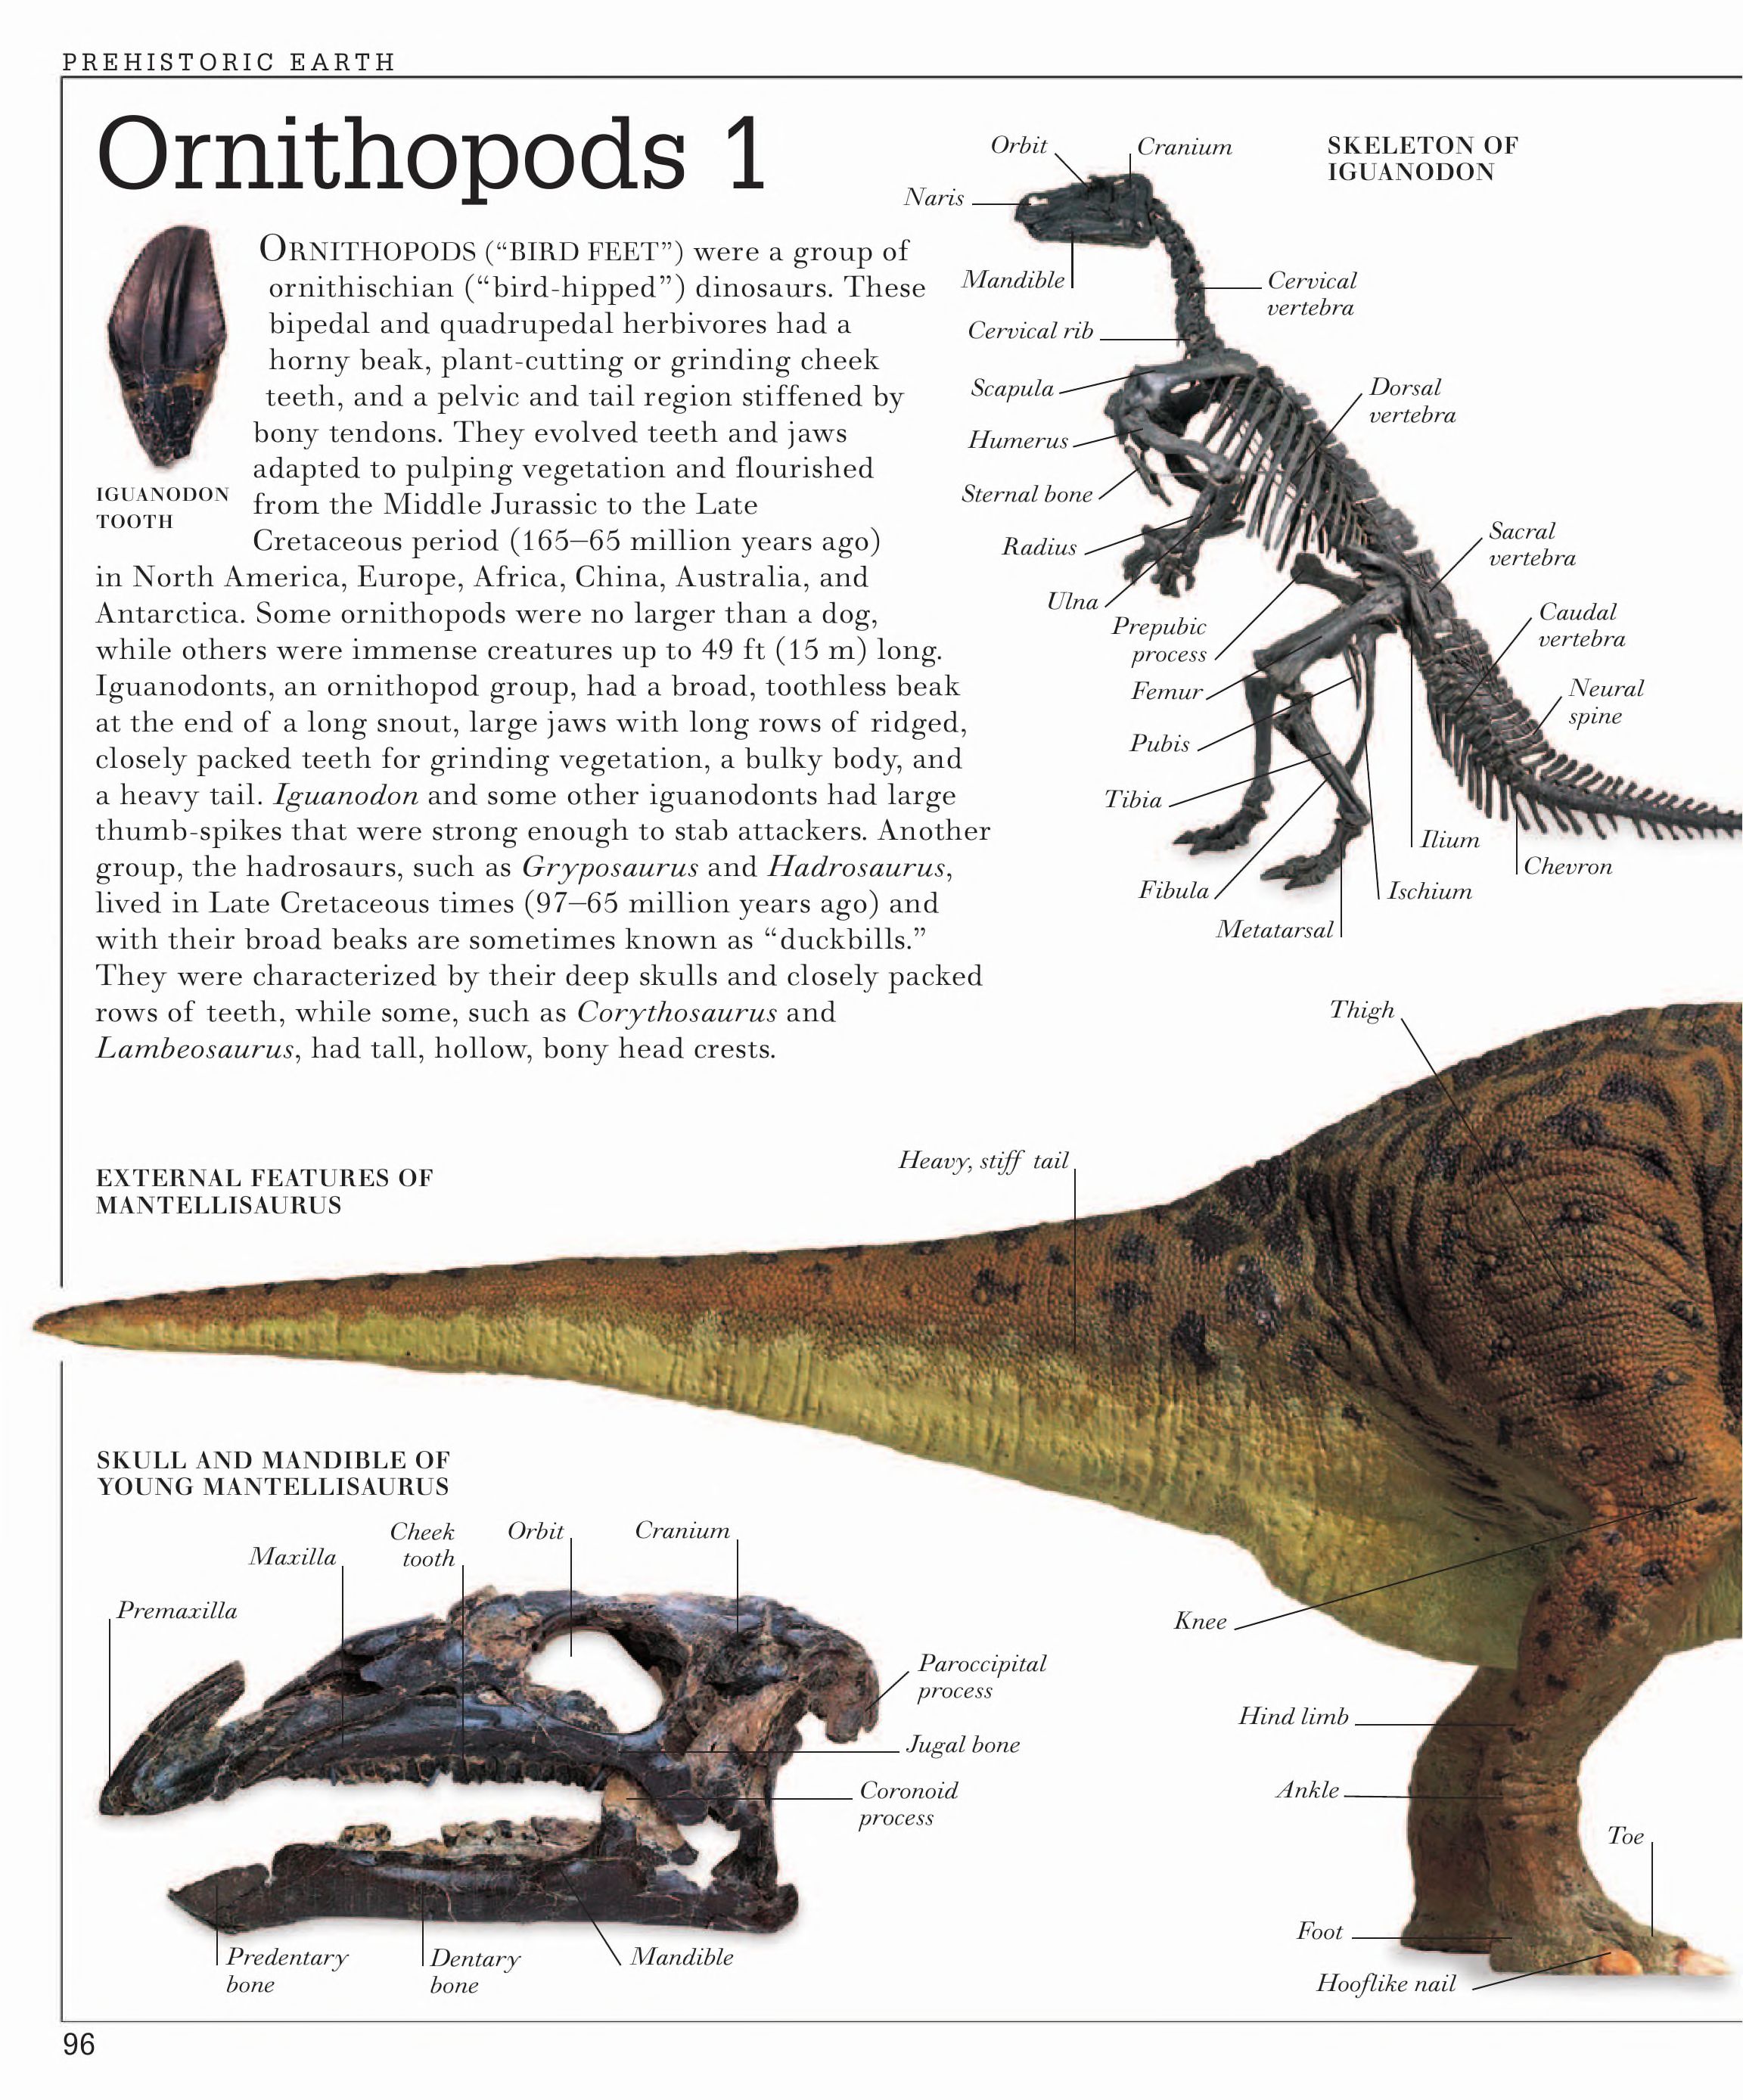 PREHISTORIC EARTH
Ornithopods 1
ORNITHOPODS (“BIRD FEET”) were a group of
ornithischian (“bird-hipped”) dinosaurs. These
bipedal and quadrupedal herbivores had a
horny beak, plant-cutting or grinding cheek
teeth, and a pelvic and tail region stiffened by
bony tendons. They evolved teeth and jaws
adapted to pulping vegetation and flourished
from the Middle Jurassic to the Late
Cretaceous period (165–65 million years ago)
in North America, Europe, Africa, China, Australia, and
Antarctica. Some ornithopods were no larger than a dog,
while others were immense creatures up to 49 ft (15 m) long.
Iguanodonts, an ornithopod group, had a broad, toothless beak
at the end of a long snout, large jaws with long rows of ridged,
closely packed teeth for grinding vegetation, a bulky body, and
a heavy tail. Iguanodon and some other iguanodonts had large
thumb-spikes that were strong enough to stab attackers. Another
group, the hadrosaurs, such as Gryposaurus and Hadrosaurus,
lived in Late Cretaceous times (97–65 million years ago) and
with their broad beaks are sometimes known as “duckbills.”
They were characterized by their deep skulls and closely packed
rows of teeth, while some, such as Corythosaurus and
Lambeosaurus, had tall, hollow, bony head crests.
IGUANODON
TOOTH
SKELETON OF
IGUANODON
Orbit
Cranium
Naris
Mandible
Cervical
vertebra
Cervical rib
Scapula
Dorsal
vertebra
Humerus
Sternal bone
Radius
Sacral
vertebra
Ulna
Prepubic
process
Caudal
vertebra
Femur
Neural
spine
Pubis
Tibia
Ilium
Chevron
Fibula
Ischium
Metatarsal
EXTERNAL FEATURES OF
MANTELLISAURUS
Thigh
Heavy, stiff tail
Knee
Hind limb
Ankle
Toe
Foot
Hooflike nail
SKULL AND MANDIBLE OF
YOUNG MANTELLISAURUS
Cheek
tooth
Orbit
Cranium
Maxilla
Premaxilla
Paroccipital
process
Jugal bone
Coronoid
process
Predentary
bone
Dentary
bone
Mandible
96